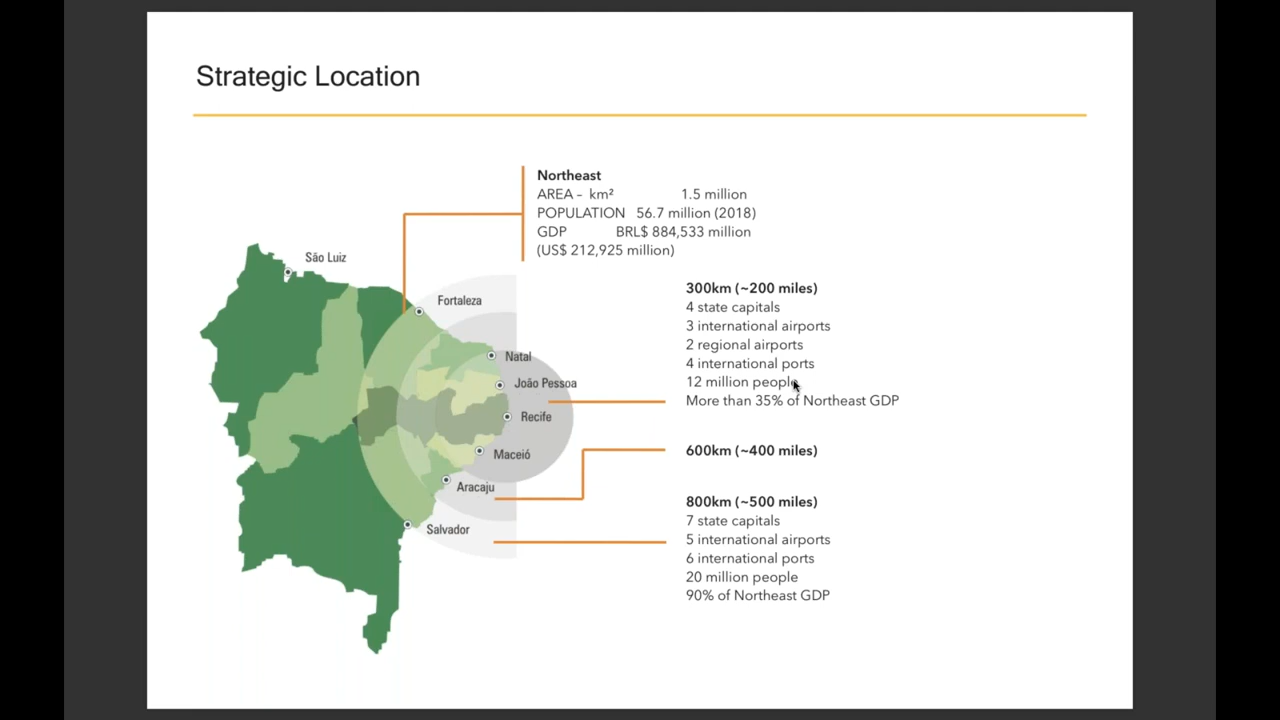 Strategic Location
Northeast
AREA – km² 1.5 million
POPULATION 56.7 million (2018)
GDP BRL$ 884,533 million
(US$ 212,925 million)
São Luiz
Fortaleza
Natal
João Pessoa
Recife
Maceió
Aracaju
Salvador
300km (~200 miles)
4 state capitals
3 international airports
2 regional airports
4 international ports
12 million people
More than 35% of Northeast GDP
600km (~400 miles)
800km (~500 miles)
7 state capitals
5 international airports
6 international ports
20 million people
90% of Northeast GDP